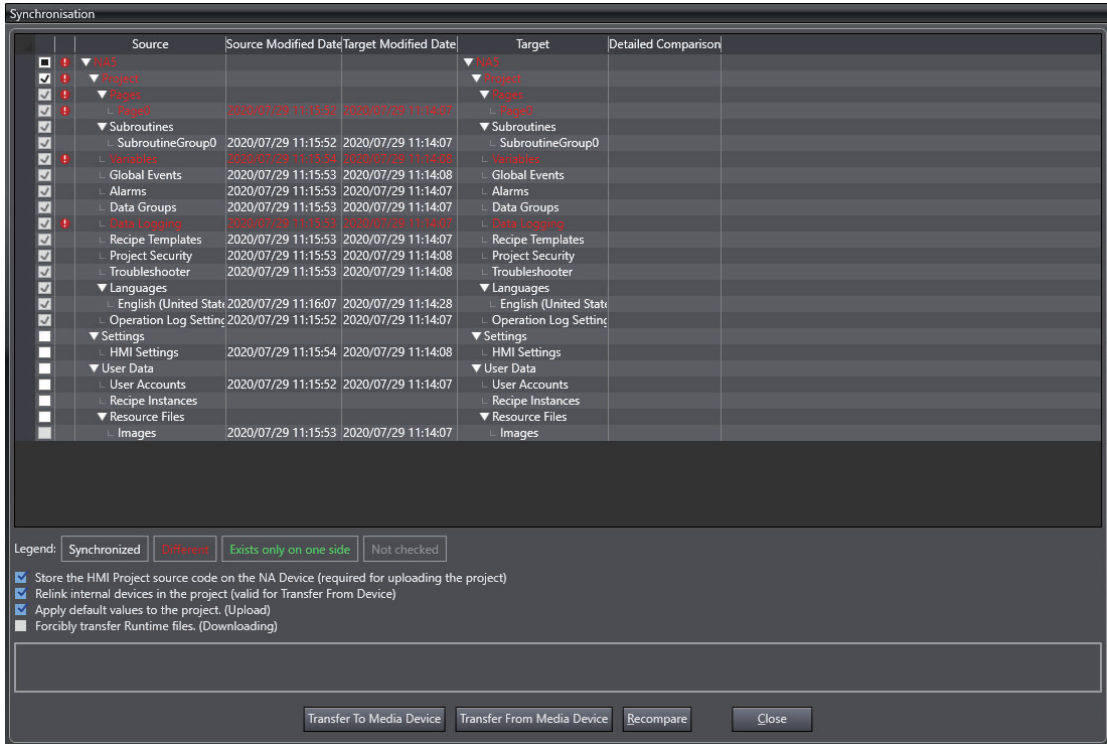 Synchronisation
Source Source Modified Date Target Modified Date Target Detailed Comparison
NA5 NA5
Project Project
Pages Pages
Page0 2020/07/29 11:15:52 2020/07/29 11:14:07 Page0
Subroutines Subroutines
SubroutineGroup0 2020/07/29 11:15:52 2020/07/29 11:14:07 SubroutineGroup0
Variables 2020/07/29 11:15:54 2020/07/29 11:14:08 Variables
Global Events 2020/07/29 11:15:53 2020/07/29 11:14:08 Global Events
Alarms 2020/07/29 11:15:53 2020/07/29 11:14:07 Alarms
Data Groups 2020/07/29 11:15:53 2020/07/29 11:14:07 Data Groups
Data Logging 2020/07/29 11:15:53 2020/07/29 11:14:07 Data Logging
Recipe Templates 2020/07/29 11:15:53 2020/07/29 11:14:07 Recipe Templates
Project Security 2020/07/29 11:15:53 2020/07/29 11:14:08 Project Security
Troubleshooter 2020/07/29 11:15:53 2020/07/29 11:14:08 Troubleshooter
Languages Languages
English (United State 2020/07/29 11:16:07 2020/07/29 11:14:28 English (United State
Operation Log Setting 2020/07/29 11:15:52 2020/07/29 11:14:07 Operation Log Setting
Settings Settings
HMI Settings 2020/07/29 11:15:54 2020/07/29 11:14:08 HMI Settings
User Data User Data
User Accounts 2020/07/29 11:15:52 2020/07/29 11:14:07 User Accounts
Recipe Instances Recipe Instances
Resource Files Resource Files
Images 2020/07/29 11:15:53 2020/07/29 11:14:07 Images
Legend: Synchronized Different Exists only on one side Not checked
Store the HMI Project source code on the NA Device (required for uploading the project)
Relink internal devices in the project (valid for Transfer From Device)
Apply default values to the project. (Upload)
Forcibly transfer Runtime files. (Downloading)
Transfer To Media Device Transfer From Media Device Recompare Close